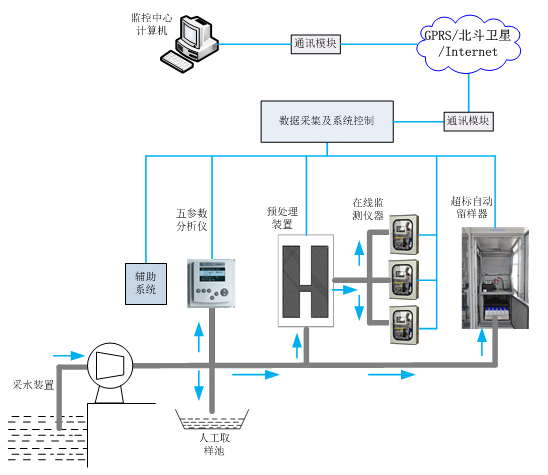 监控中心
计算机
通讯模块
GPRS/北斗卫星
/Internet
数据采集及系统控制
通讯模块
五参数
分析仪
预处理
装置
在线监
测仪器
超标自动
留样器
辅助
系统
采水装置
人工取
样池